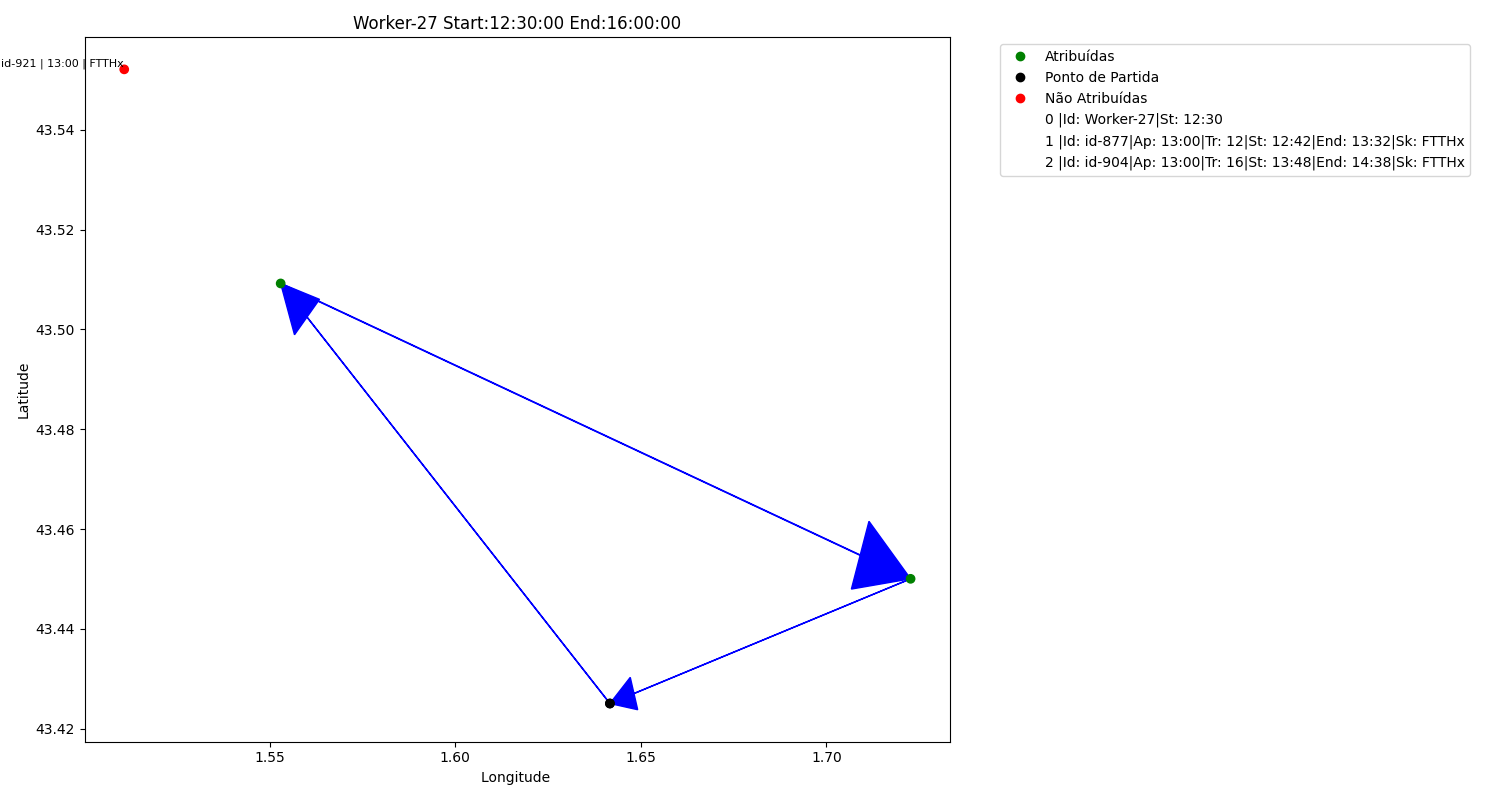 Worker-27 Start:12:30:00 End:16:00:00
id-921 | 13:00 | FTTHx
43.54
43.52
43.50
43.48
43.46
43.44
43.42
Latitude
1.55 1.60 1.65 1.70
Longitude
Atribuídas
Ponto de Partida
Não Atribuídas
0 |Id: Worker-27|St: 12:30
1 |Id: id-877|Ap: 13:00|Tr: 12|St: 12:42|End: 13:32|Sk: FTTHx
2 |Id: id-904|Ap: 13:00|Tr: 16|St: 13:48|End: 14:38|Sk: FTTHx